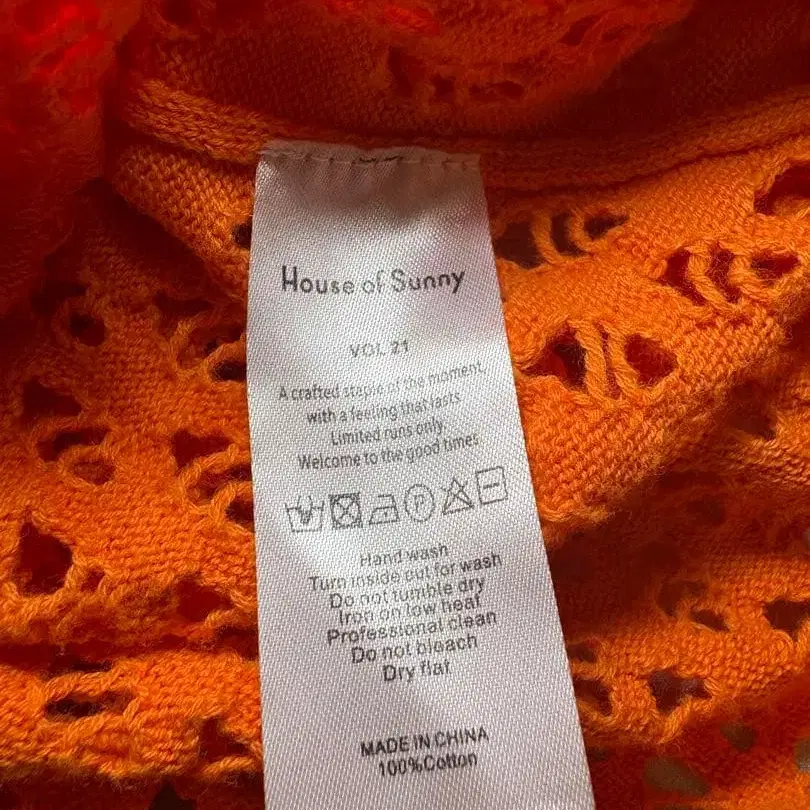 House of Sunny
VOL 21
A crafted staple of the moment,
with a feeling that lasts
Limited runs only.
Welcome to the good times
P
Hand wash
Turn inside out for wash
Do not tumble dry
Iron on low heat
Professional clean
Do not bleach
Dry flat
MADE IN CHINA
100%Cotton